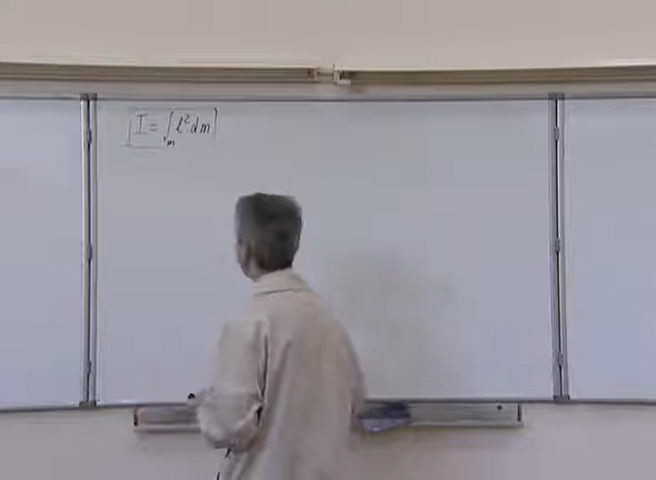 I = ∫ₘ ℓ² dm